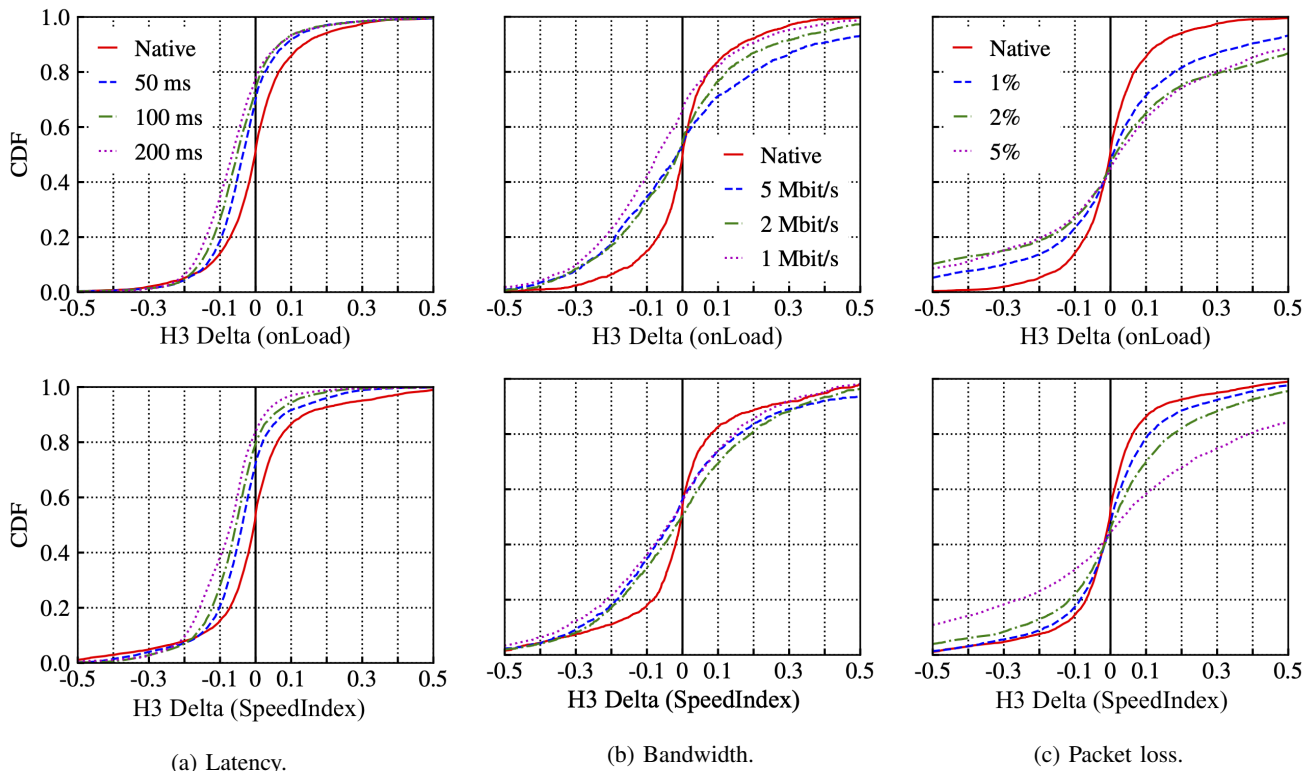 1.0
0.8
0.6
0.4
0.2
0.0
CDF
Native
50 ms
100 ms
200 ms
-0.5 -0.3 -0.1 0 0.1 0.3 0.5
H3 Delta (onLoad)
Native
5 Mbit/s
2 Mbit/s
1 Mbit/s
-0.5 -0.3 -0.1 0 0.1 0.3 0.5
H3 Delta (onLoad)
Native
1%
2%
5%
-0.5 -0.3 -0.1 0 0.1 0.3 0.5
H3 Delta (onLoad)
1.0
0.8
0.6
0.4
0.2
0.0
CDF
-0.5 -0.3 -0.1 0 0.1 0.3 0.5
H3 Delta (SpeedIndex)
(a) Latency.
-0.5 -0.3 -0.1 0 0.1 0.3 0.5
H3 Delta (SpeedIndex)
(b) Bandwidth.
-0.5 -0.3 -0.1 0 0.1 0.3 0.5
H3 Delta (SpeedIndex)
(c) Packet loss.